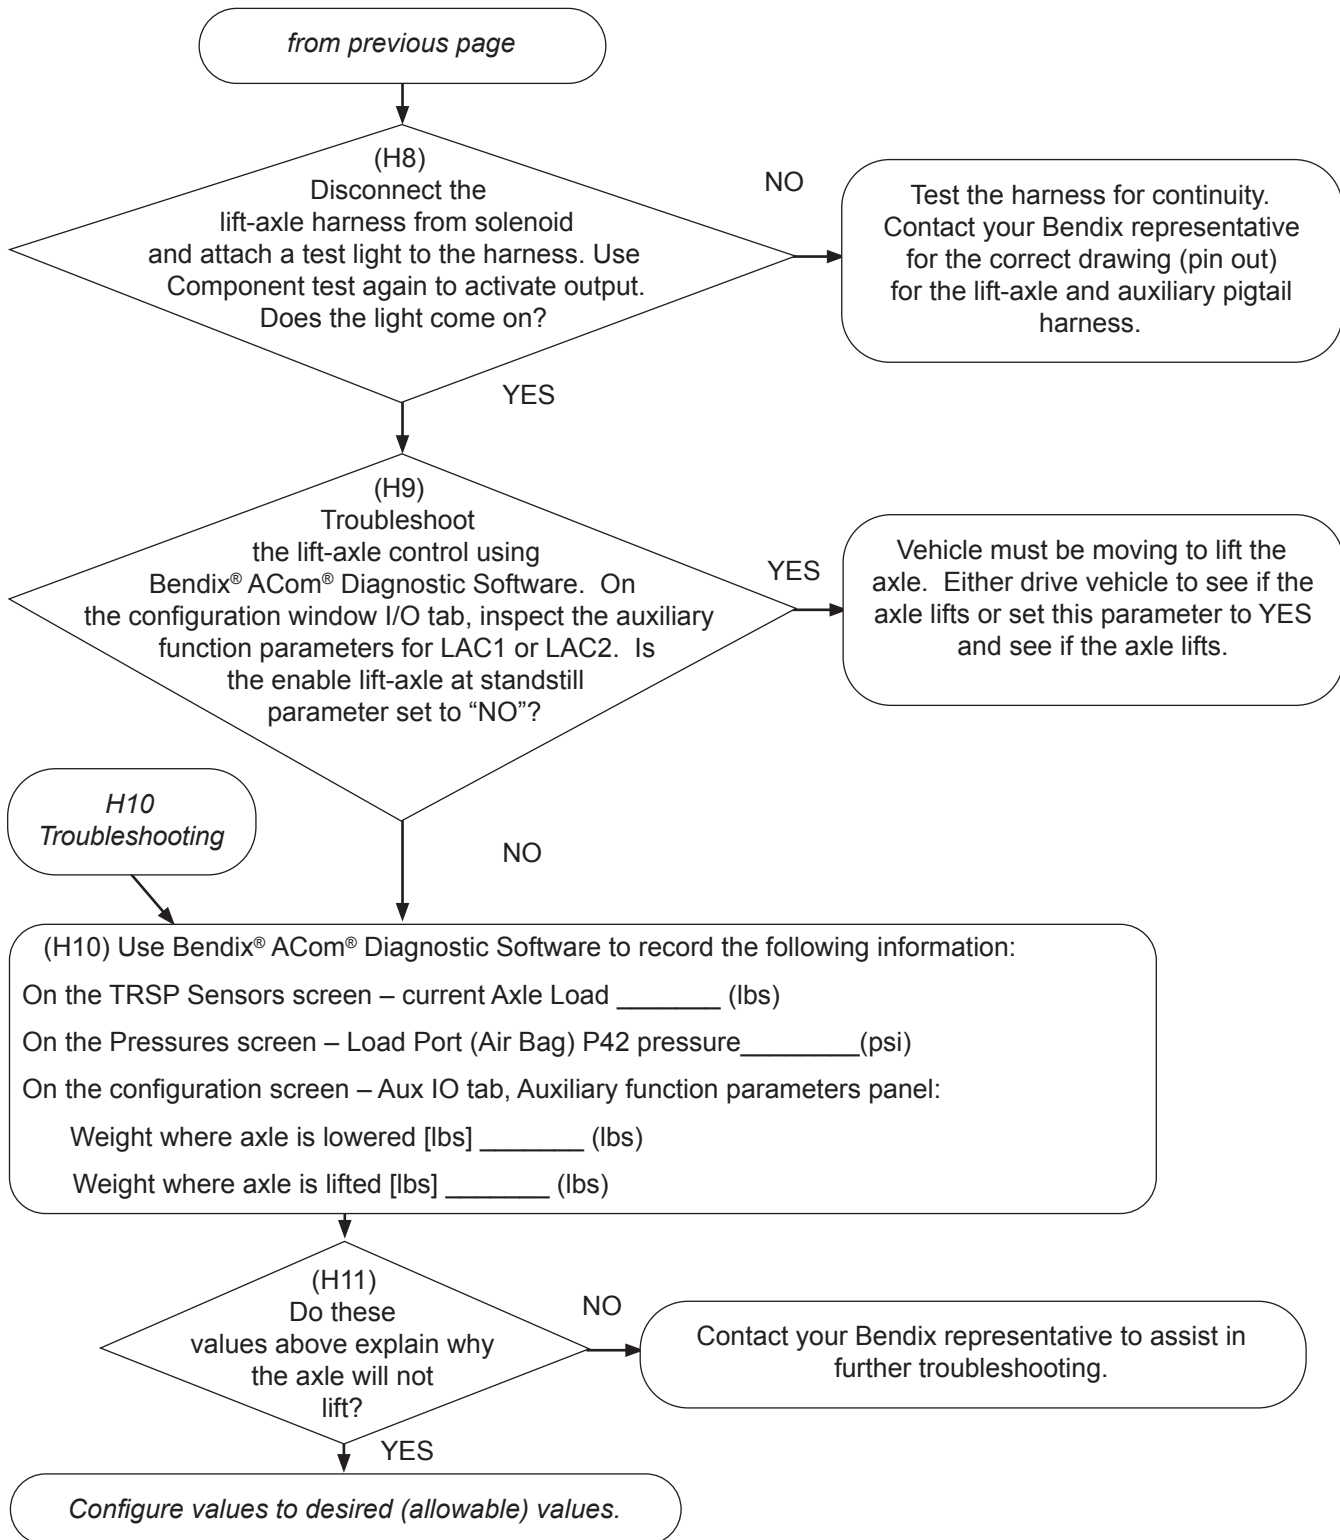 from previous page
(H8)
Disconnect the
lift-axle harness from solenoid
and attach a test light to the harness. Use
Component test again to activate output.
Does the light come on?
NO
Test the harness for continuity.
Contact your Bendix representative
for the correct drawing (pin out)
for the lift-axle and auxiliary pigtail
harness.
YES
(H9)
Troubleshoot
the lift-axle control using
Bendix® ACom® Diagnostic Software. On
the configuration window I/O tab, inspect the auxiliary
function parameters for LAC1 or LAC2. Is
the enable lift-axle at standstill
parameter set to “NO”?
YES
Vehicle must be moving to lift the
axle. Either drive vehicle to see if the
axle lifts or set this parameter to YES
and see if the axle lifts.
H10
Troubleshooting
NO
(H10) Use Bendix® ACom® Diagnostic Software to record the following information:
On the TRSP Sensors screen – current Axle Load _______ (lbs)
On the Pressures screen – Load Port (Air Bag) P42 pressure________(psi)
On the configuration screen – Aux IO tab, Auxiliary function parameters panel:
Weight where axle is lowered [lbs] _______ (lbs)
Weight where axle is lifted [lbs] _______ (lbs)
(H11)
Do these
values above explain why
the axle will not
lift?
NO
Contact your Bendix representative to assist in
further troubleshooting.
YES
Configure values to desired (allowable) values.